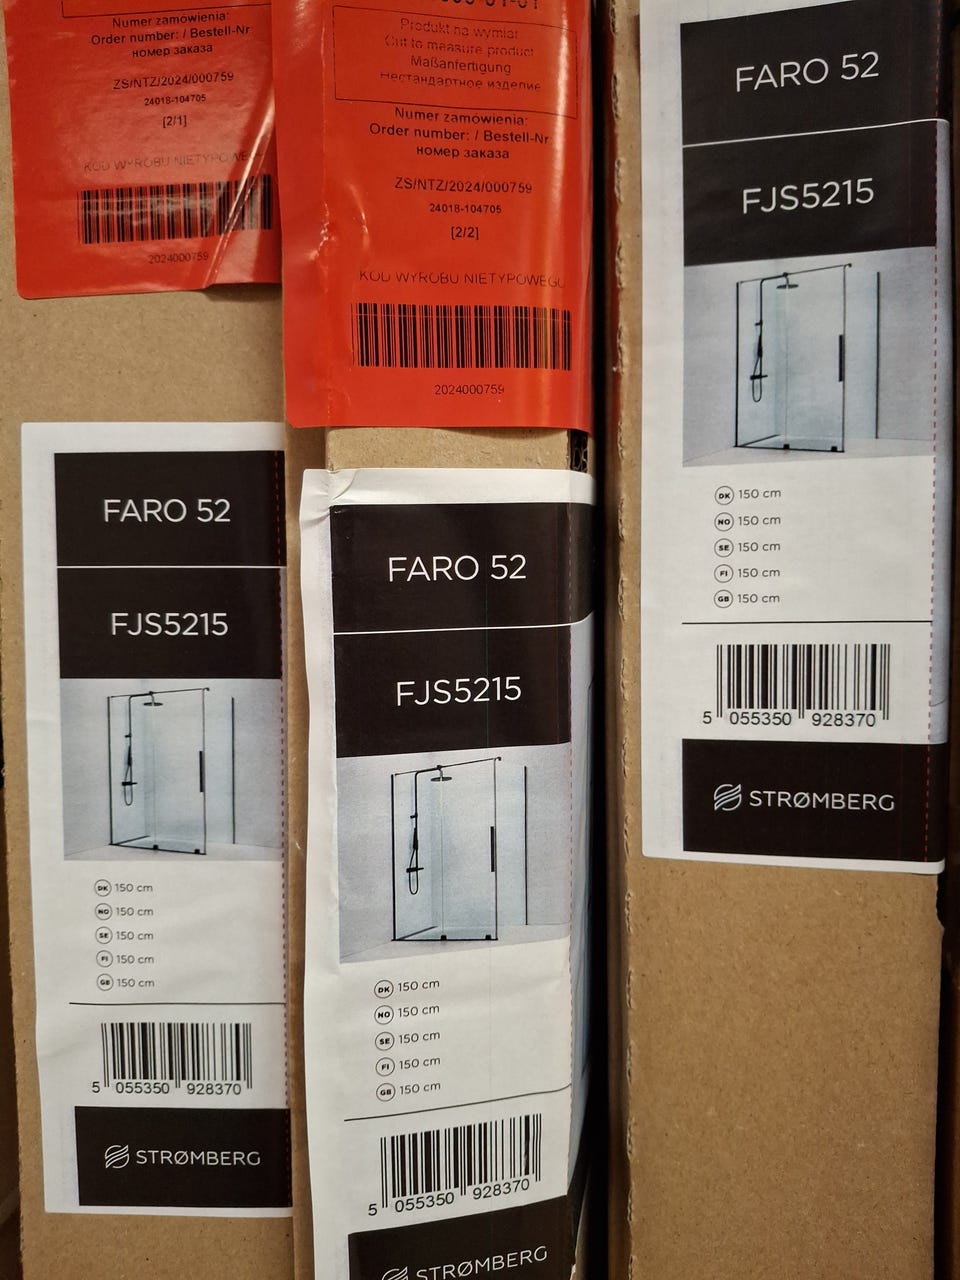 Numer zamówienia:
Order number: / Bestell-Nr
номер заказа
ZS/NTZ/2024/000759
24018-104705
[2/1]
KOD WYROBU NIETYPOWE
2024000759
Produkt na wymiar
Cut to measure product
Maßanfertigung
Нестандартное изделие
Numer zamówienia:
Order number: / Bestell-Nr
номер заказа
ZS/NTZ/2024/000759
24018-104705
[2/2]
KOD WYROBU NIETYPOWEGO
2024000759
FARO 52
FJS5215
DK 150 cm
NO 150 cm
SE 150 cm
FI 150 cm
GB 150 cm
5 055350 928370
STRØMBERG
FARO 52
FJS5215
DK 150 cm
NO 150 cm
SE 150 cm
FI 150 cm
GB 150 cm
5 055350 928370
STRØMBERG
FARO 52
FJS5215
DK 150 cm
NO 150 cm
SE 150 cm
FI 150 cm
GB 150 cm
5 055350 928370
STRØMBERG